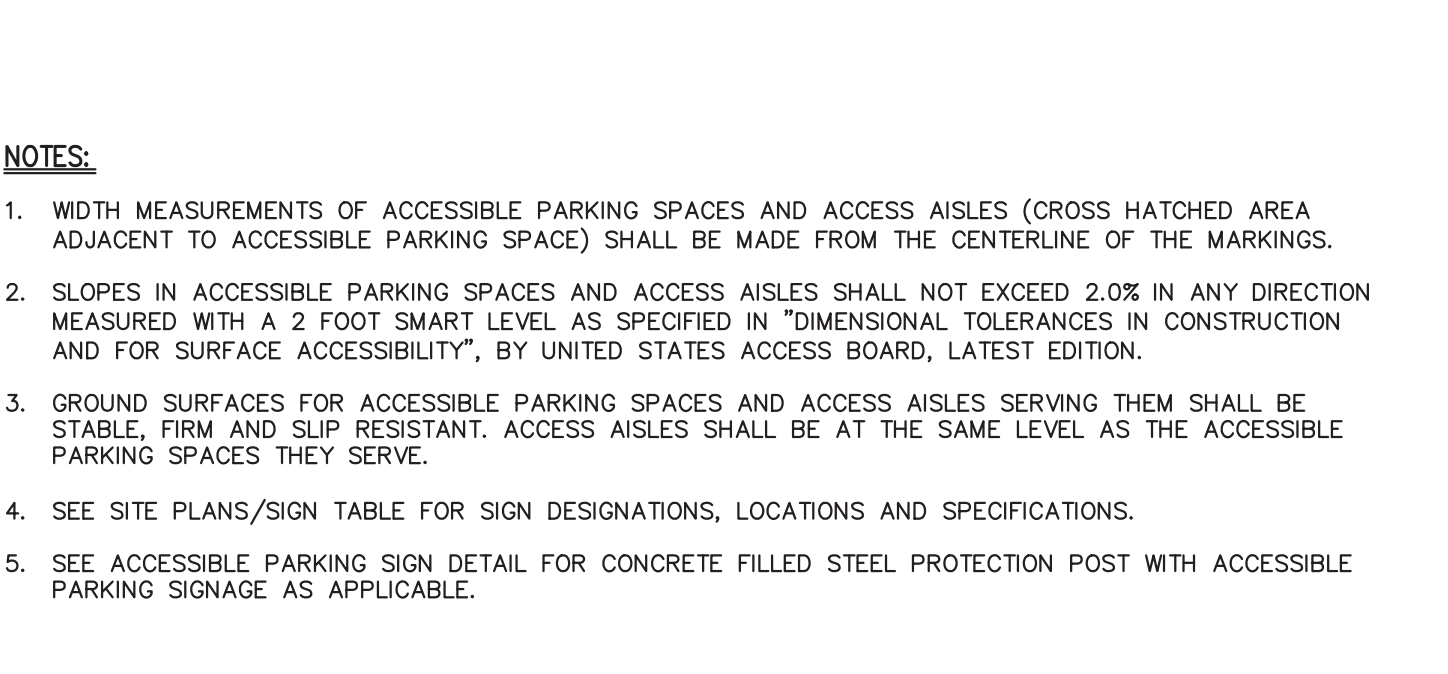 NOTES:
1. WIDTH MEASUREMENTS OF ACCESSIBLE PARKING SPACES AND ACCESS AISLES (CROSS HATCHED AREA
ADJACENT TO ACCESSIBLE PARKING SPACE) SHALL BE MADE FROM THE CENTERLINE OF THE MARKINGS.
2. SLOPES IN ACCESSIBLE PARKING SPACES AND ACCESS AISLES SHALL NOT EXCEED 2.0% IN ANY DIRECTION
MEASURED WITH A 2 FOOT SMART LEVEL AS SPECIFIED IN "DIMENSIONAL TOLERANCES IN CONSTRUCTION
AND FOR SURFACE ACCESSIBILITY", BY UNITED STATES ACCESS BOARD, LATEST EDITION.
3. GROUND SURFACES FOR ACCESSIBLE PARKING SPACES AND ACCESS AISLES SERVING THEM SHALL BE
STABLE, FIRM AND SLIP RESISTANT. ACCESS AISLES SHALL BE AT THE SAME LEVEL AS THE ACCESSIBLE
PARKING SPACES THEY SERVE.
4. SEE SITE PLANS/SIGN TABLE FOR SIGN DESIGNATIONS, LOCATIONS AND SPECIFICATIONS.
5. SEE ACCESSIBLE PARKING SIGN DETAIL FOR CONCRETE FILLED STEEL PROTECTION POST WITH ACCESSIBLE
PARKING SIGNAGE AS APPLICABLE.